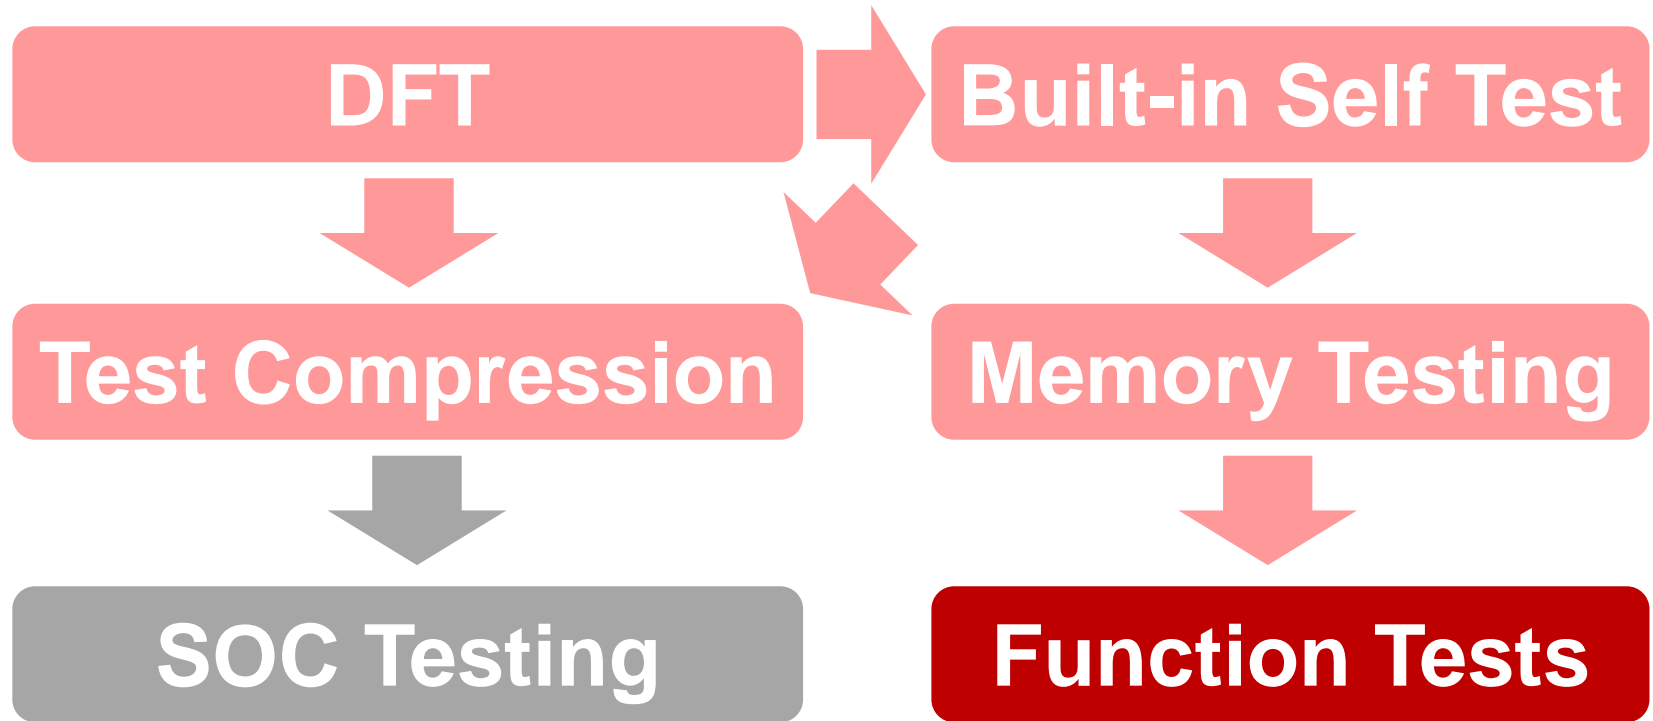 DFT
Built-in Self Test
Test Compression
Memory Testing
SOC Testing
Function Tests